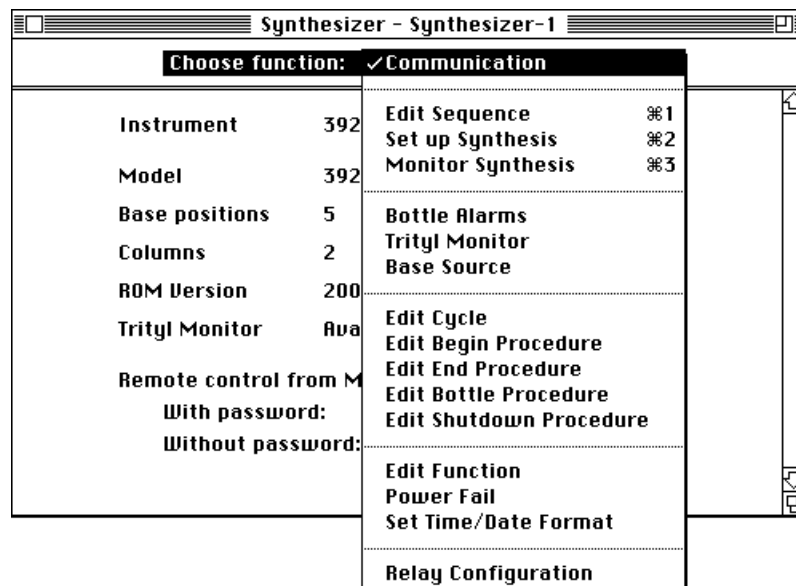 Synthesizer - Synthesizer-1
Choose function: ✓Communication
Instrument 392
Model 392
Base positions 5
Columns 2
ROM Version 200
Trityl Monitor Ava
Remote control from M
With password:
Without password:
Edit Sequence ⌘1
Set up Synthesis ⌘2
Monitor Synthesis ⌘3
Bottle Alarms
Trityl Monitor
Base Source
Edit Cycle
Edit Begin Procedure
Edit End Procedure
Edit Bottle Procedure
Edit Shutdown Procedure
Edit Function
Power Fail
Set Time/Date Format
Relay Configuration